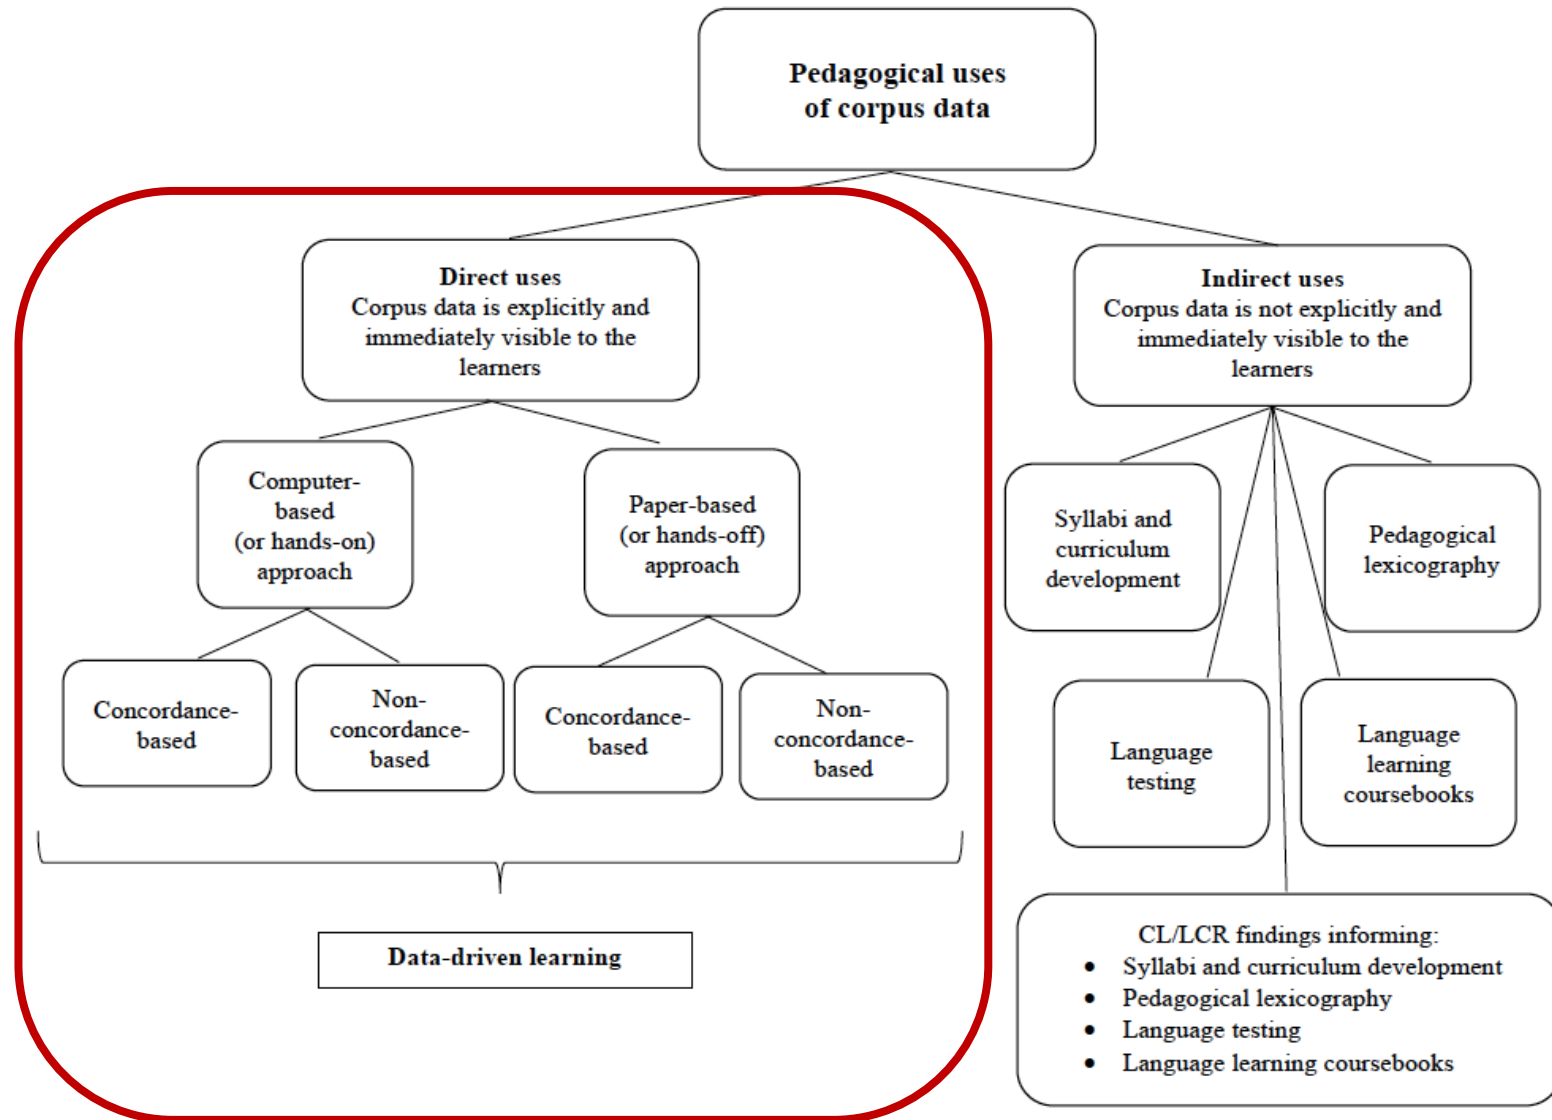 Pedagogical uses
of corpus data
Direct uses
Corpus data is explicitly and
immediately visible to the
learners
Indirect uses
Corpus data is not explicitly and
immediately visible to the
learners
Computer-
based
(or hands-on)
approach
Paper-based
(or hands-off)
approach
Syllabi and
curriculum
development
Pedagogical
lexicography
Concordance-
based
Non-
concordance-
based
Concordance-
based
Non-
concordance-
based
Language
testing
Language
learning
coursebooks
Data-driven learning
CL/LCR findings informing:
• Syllabi and curriculum development
• Pedagogical lexicography
• Language testing
• Language learning coursebooks